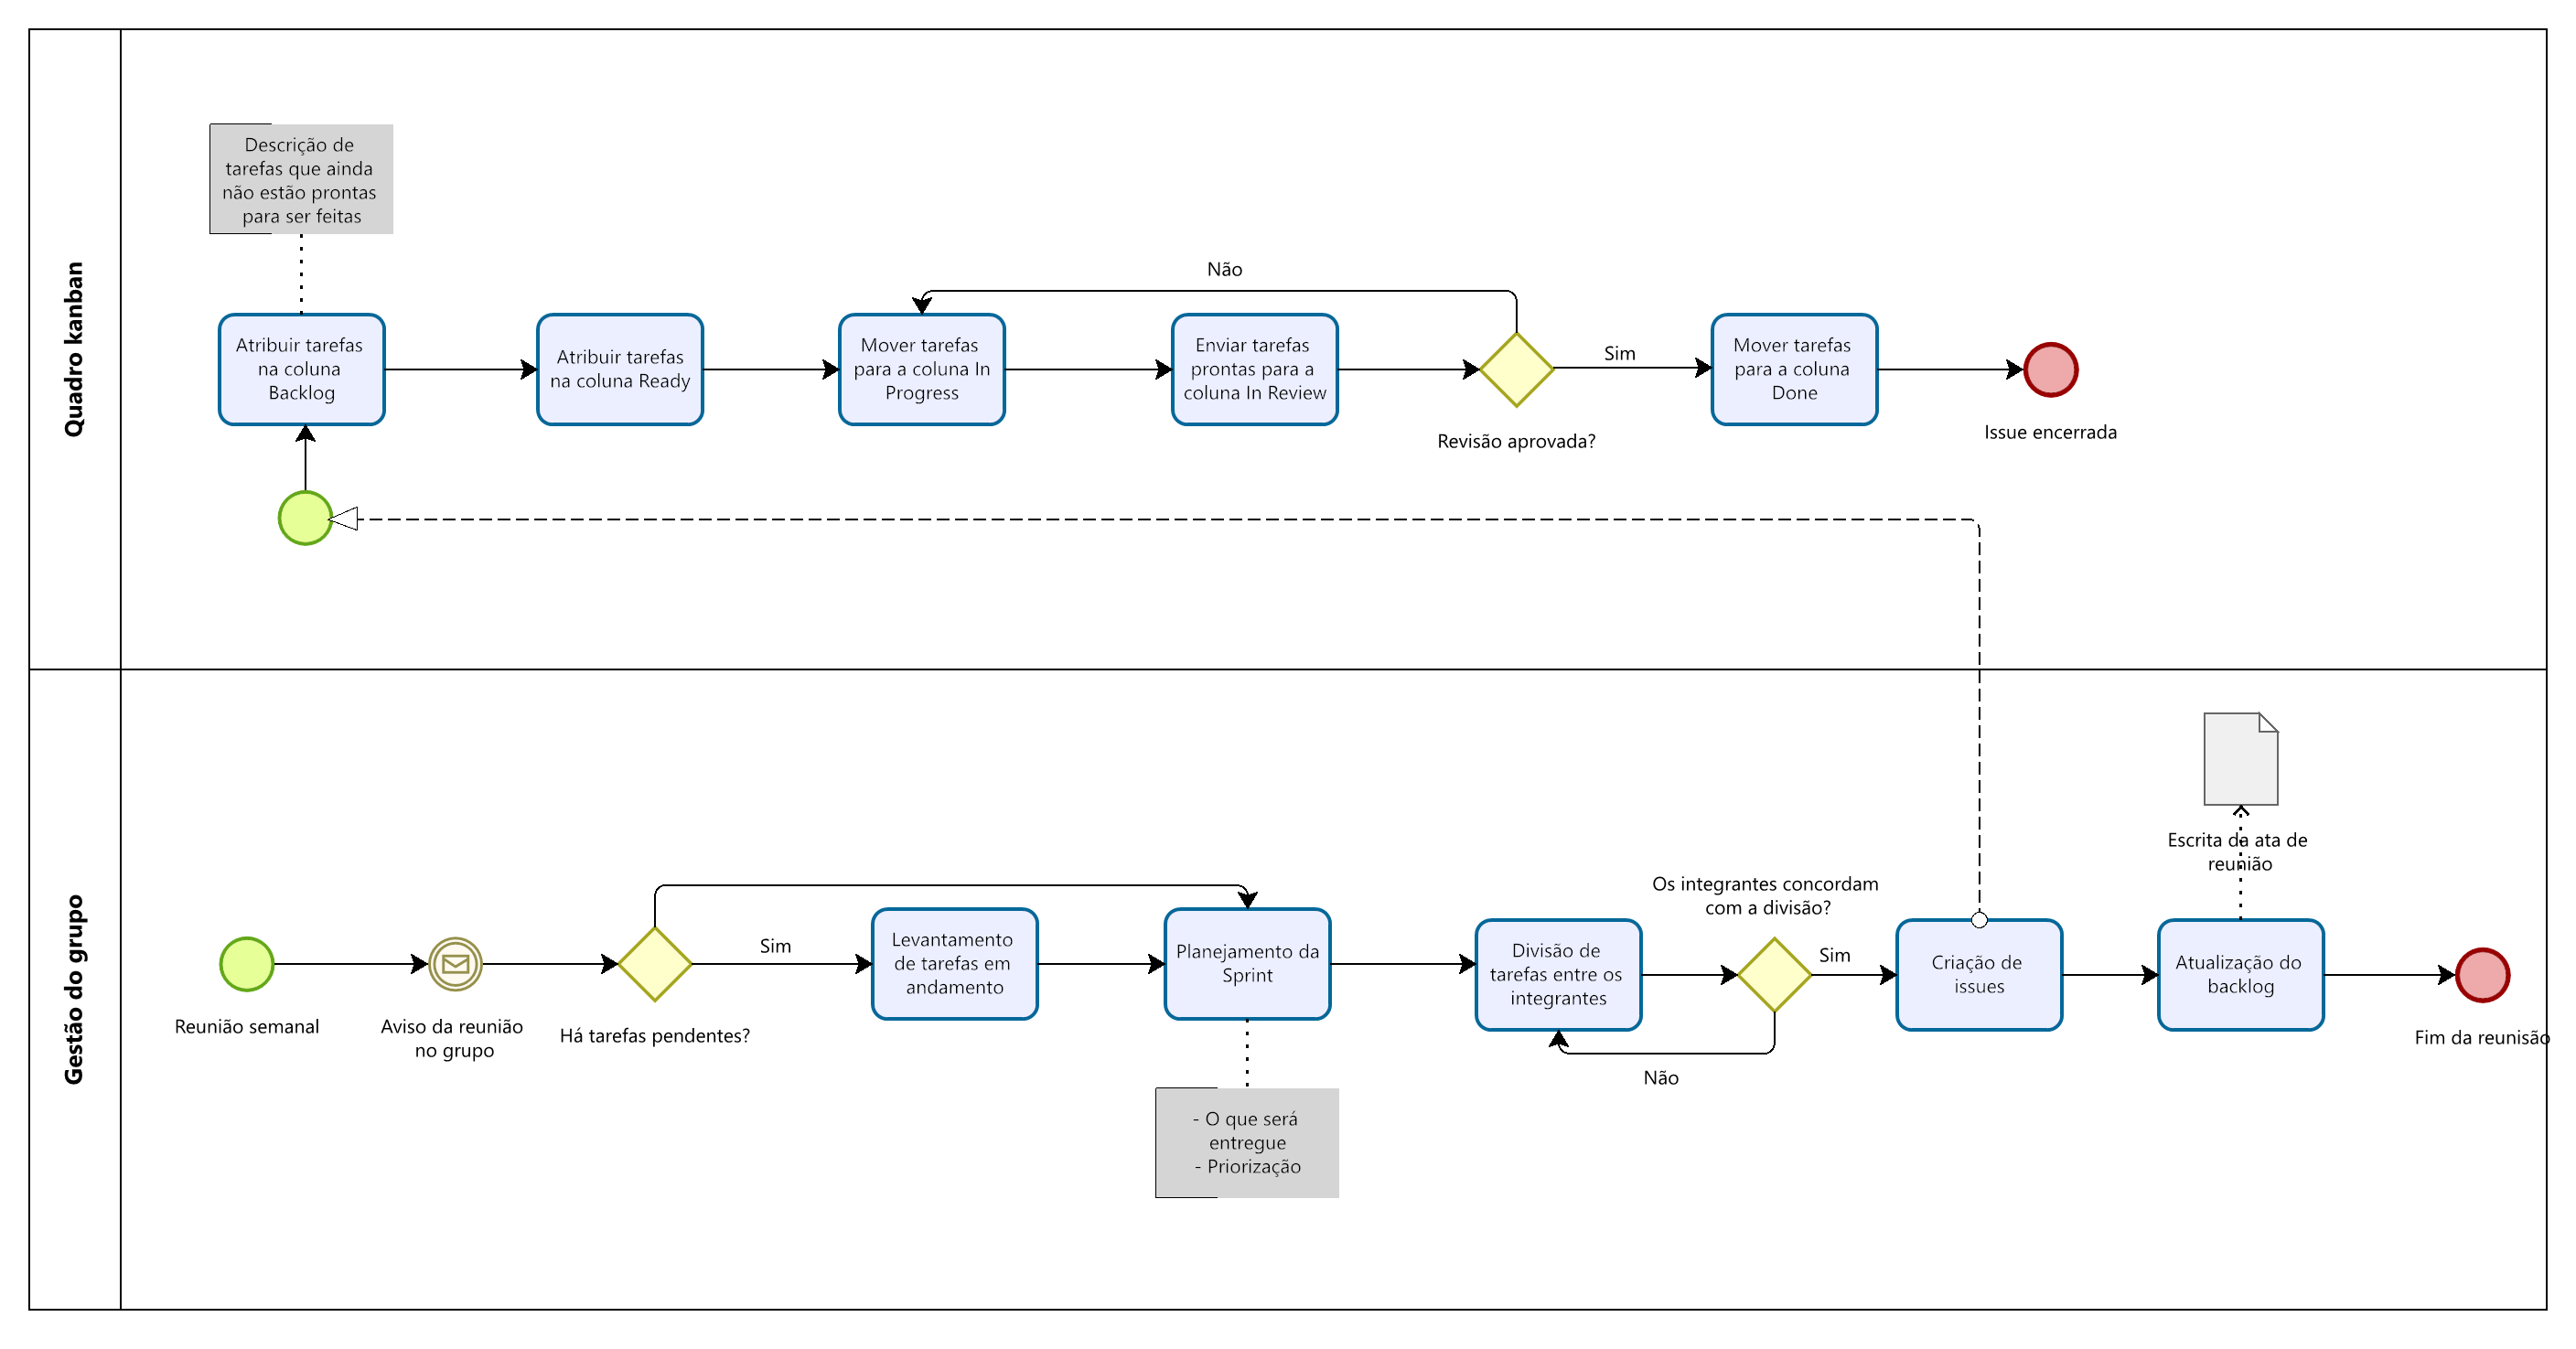 Quadro kanban
Descrição de
tarefas que ainda
não estão prontas
para ser feitas
Não
Atribuir tarefas
na coluna
Backlog
Atribuir tarefas
na coluna Ready
Mover tarefas
para a coluna In
Progress
Enviar tarefas
prontas para a
coluna In Review
Revisão aprovada?
Sim
Mover tarefas
para a coluna
Done
Issue encerrada
Gestão do grupo
Reunião semanal
Aviso da reunião
no grupo
Há tarefas pendentes?
Sim
Levantamento
de tarefas em
andamento
Planejamento da
Sprint
- O que será
entregue
- Priorização
Divisão de
tarefas entre os
integrantes
Os integrantes concordam
com a divisão?
Sim
Não
Criação de
issues
Escrita da ata de
reunião
Atualização do
backlog
Fim da reunisão